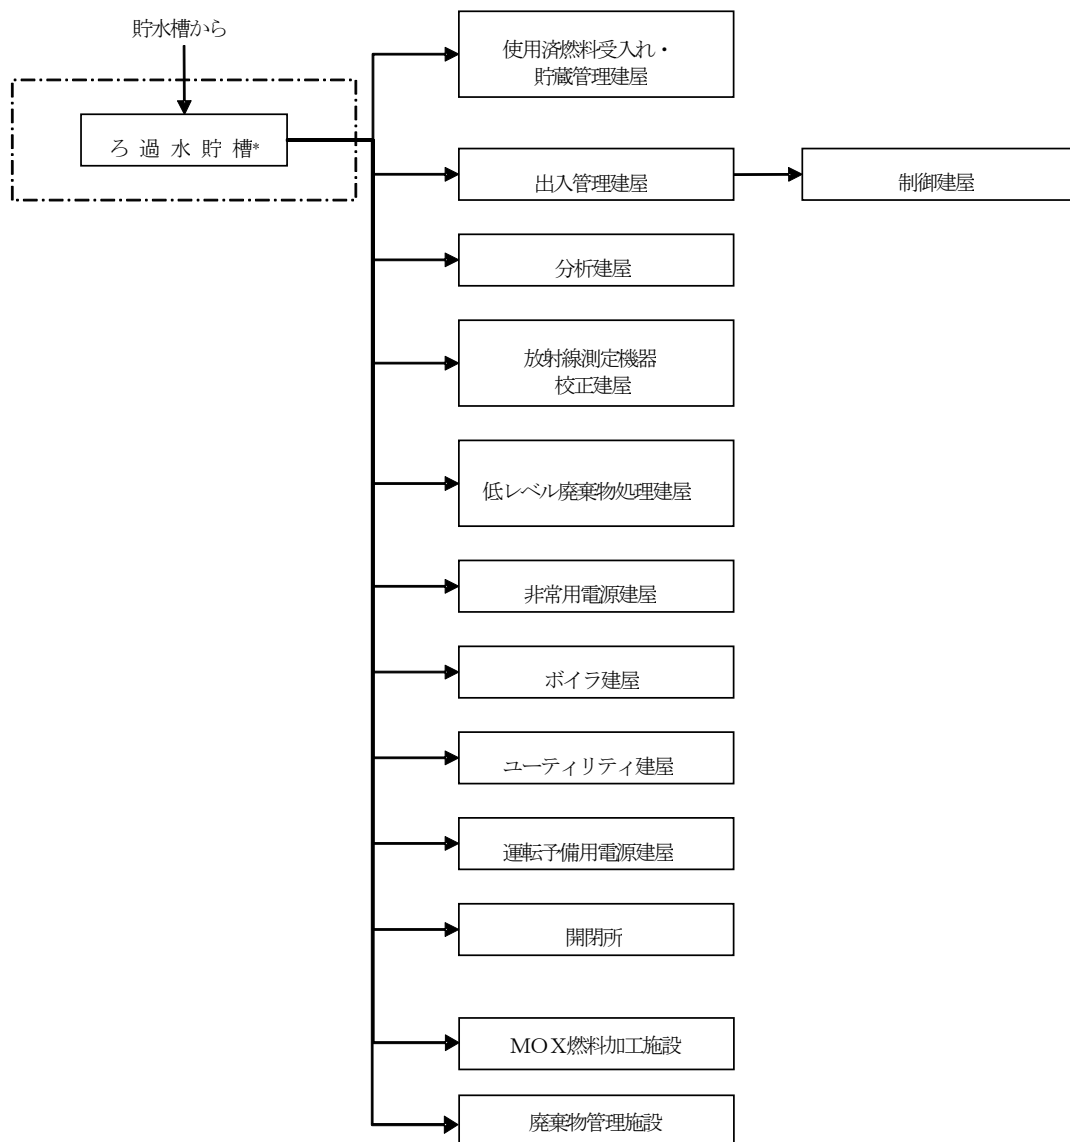 貯水槽から
ろ 過 水 貯 槽*
使用済燃料受入れ・
貯蔵管理建屋
出入管理建屋
制御建屋
分析建屋
放射線測定機器
校正建屋
低レベル廃棄物処理建屋
非常用電源建屋
ボイラ建屋
ユーティリティ建屋
運転予備用電源建屋
開閉所
MOX燃料加工施設
廃棄物管理施設